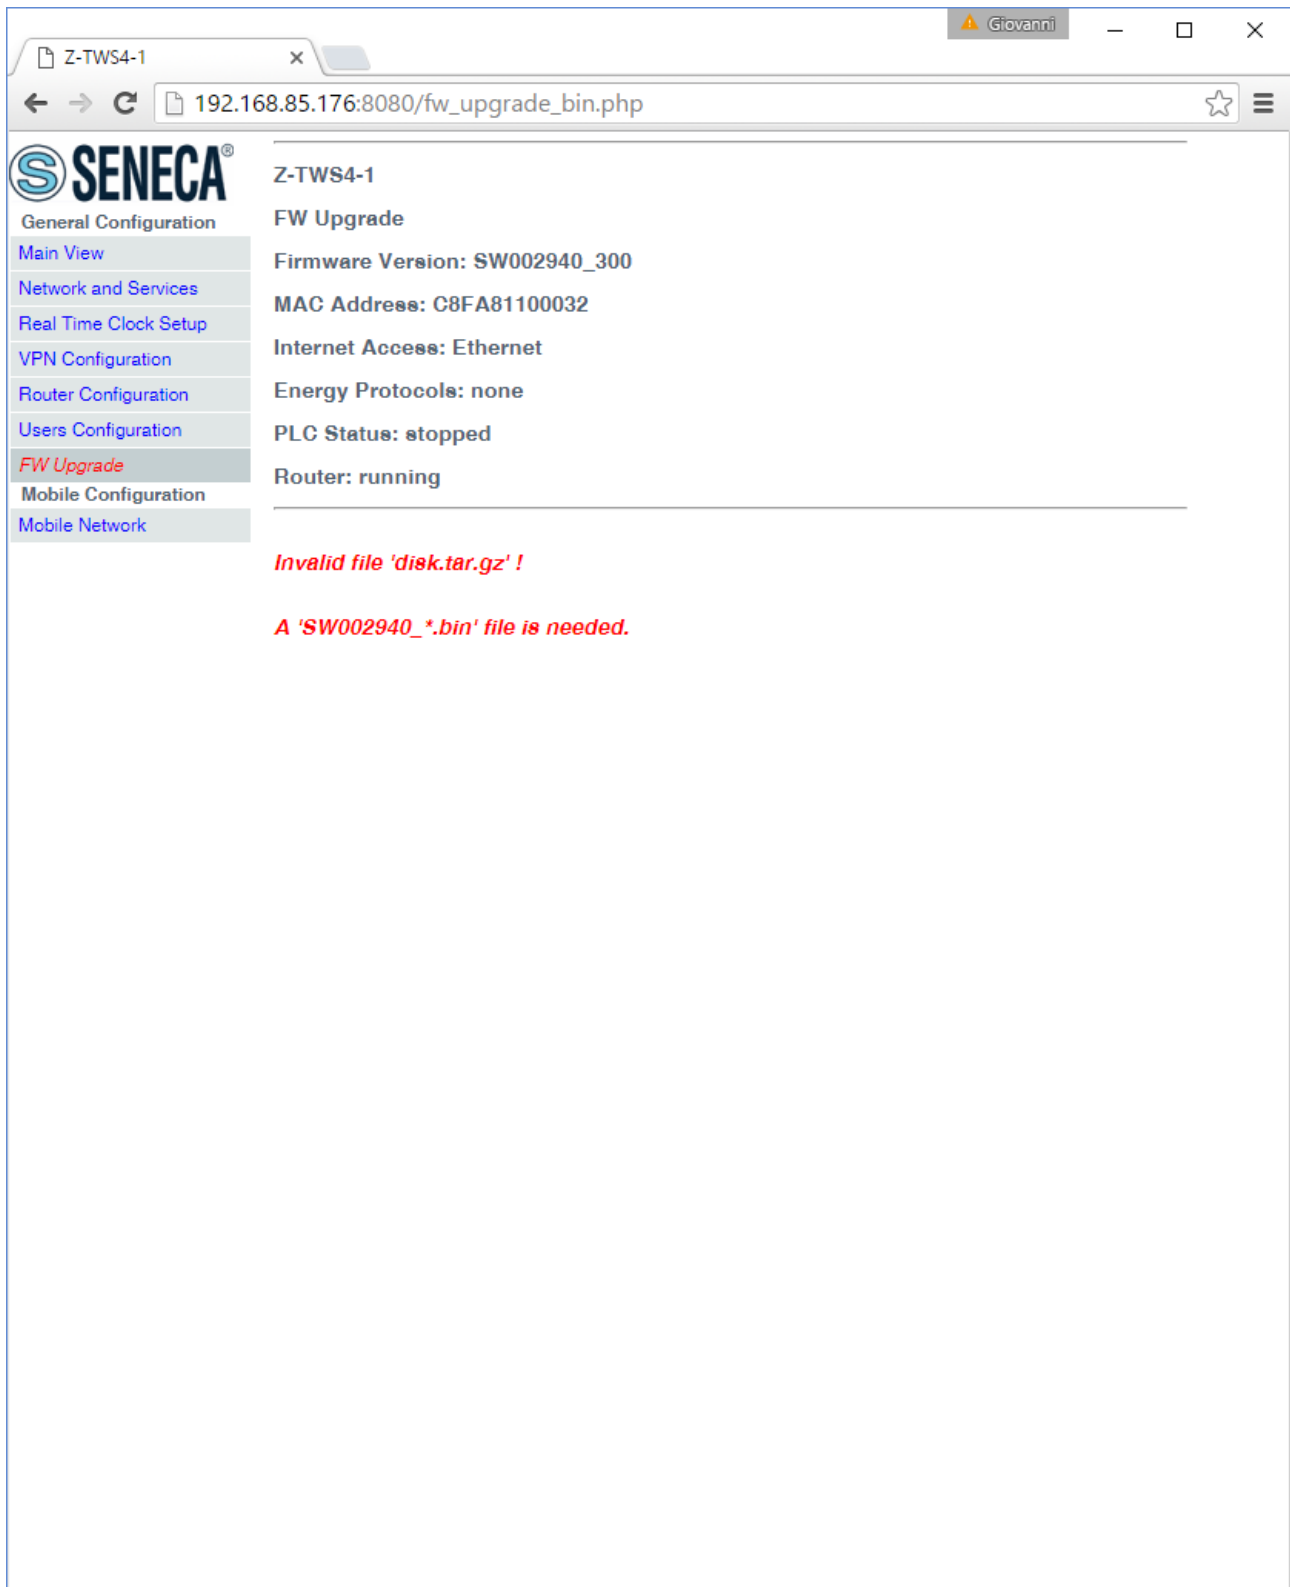 Giovanni
Z-TWS4-1
192.168.85.176:8080/fw_upgrade_bin.php
SENECA®
General Configuration
Main View
Network and Services
Real Time Clock Setup
VPN Configuration
Router Configuration
Users Configuration
FW Upgrade
Mobile Configuration
Mobile Network
Z-TWS4-1
FW Upgrade
Firmware Version: SW002940_300
MAC Address: C8FA81100032
Internet Access: Ethernet
Energy Protocols: none
PLC Status: stopped
Router: running
Invalid file 'disk.tar.gz' !
A 'SW002940_*.bin' file is needed.